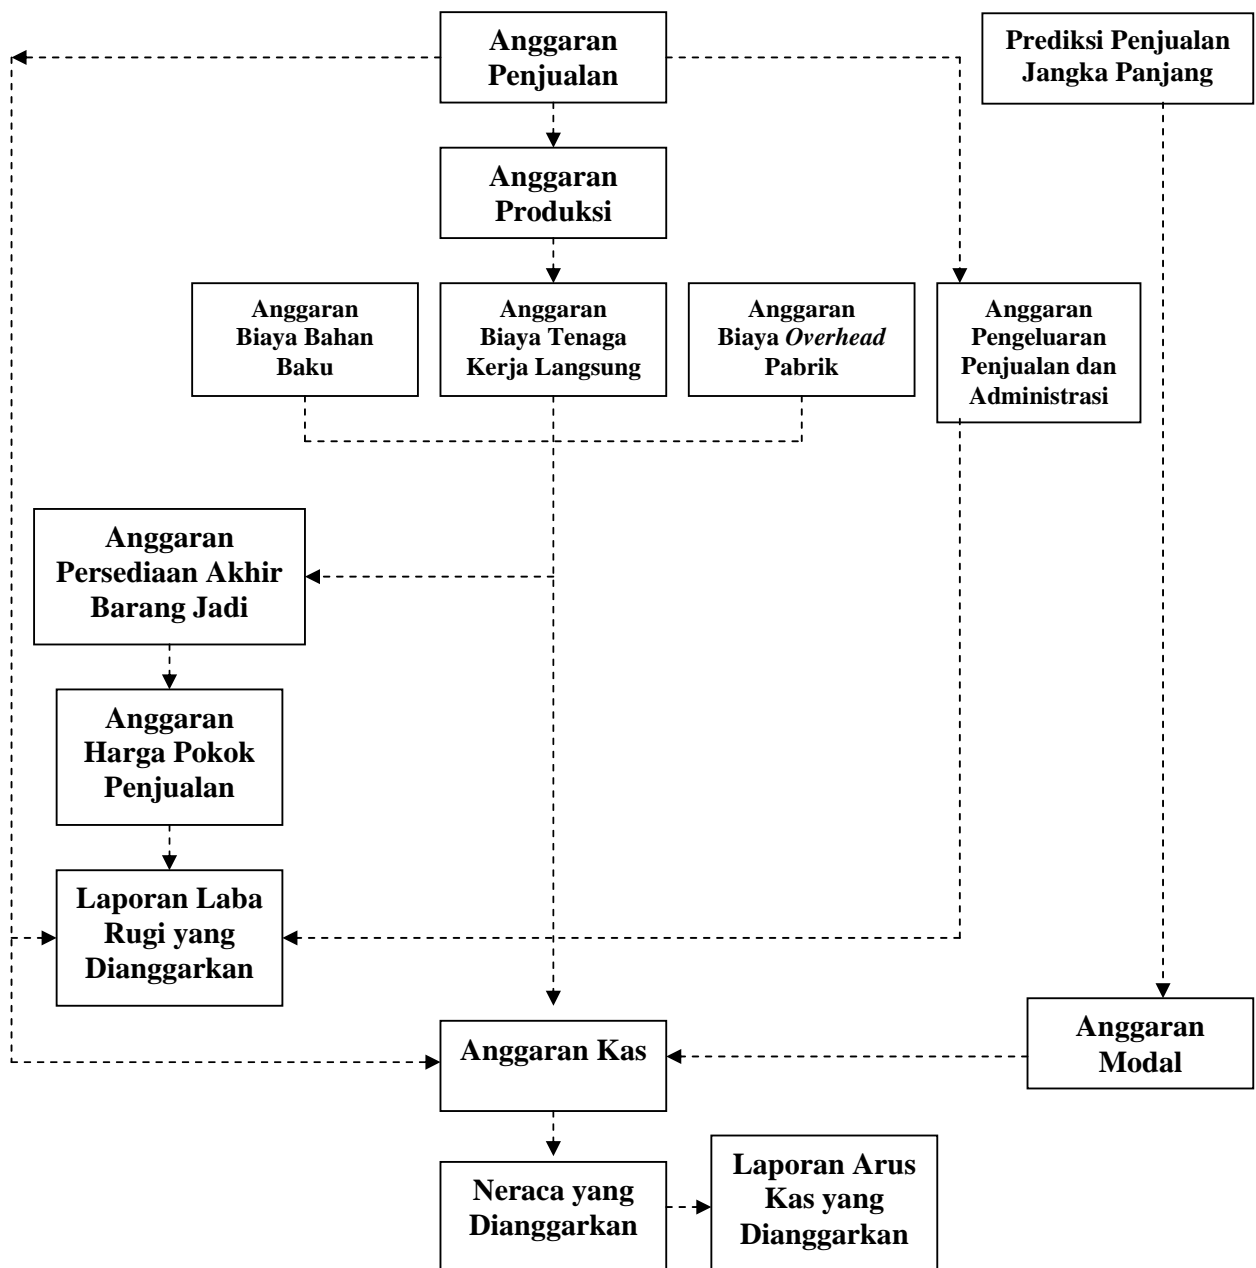 Anggaran
Penjualan
Prediksi Penjualan
Jangka Panjang
Anggaran
Produksi
Anggaran
Biaya Bahan
Baku
Anggaran
Biaya Tenaga
Kerja Langsung
Anggaran
Biaya Overhead
Pabrik
Anggaran
Pengeluaran
Penjualan dan
Administrasi
Anggaran
Persediaan Akhir
Barang Jadi
Anggaran
Harga Pokok
Penjualan
Laporan Laba
Rugi yang
Dianggarkan
Anggaran Kas
Anggaran
Modal
Neraca yang
Dianggarkan
Laporan Arus
Kas yang
Dianggarkan